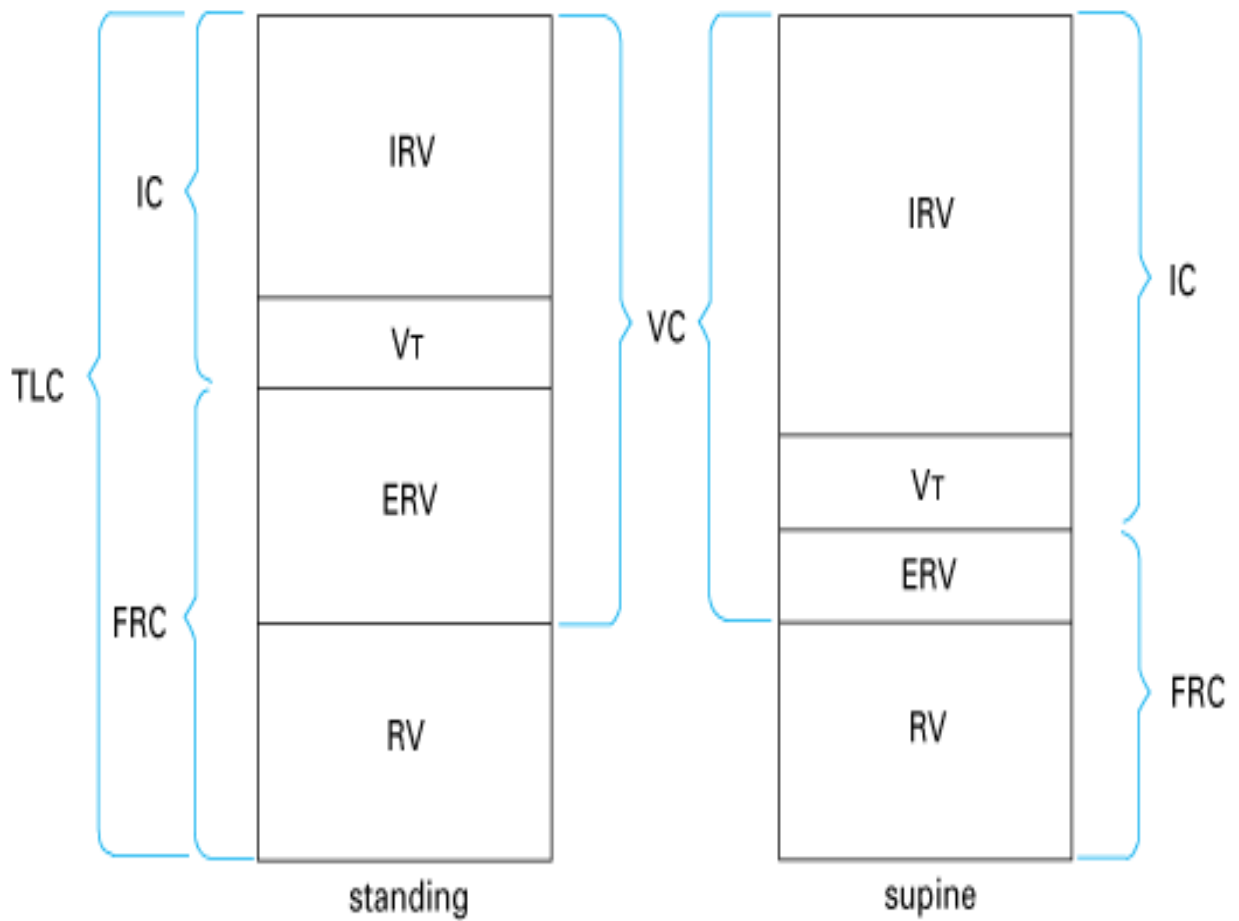 IRV
IC
IRV
IC
VT
VC
TLC
VT
ERV
ERV
FRC
FRC
RV
RV
standing
supine